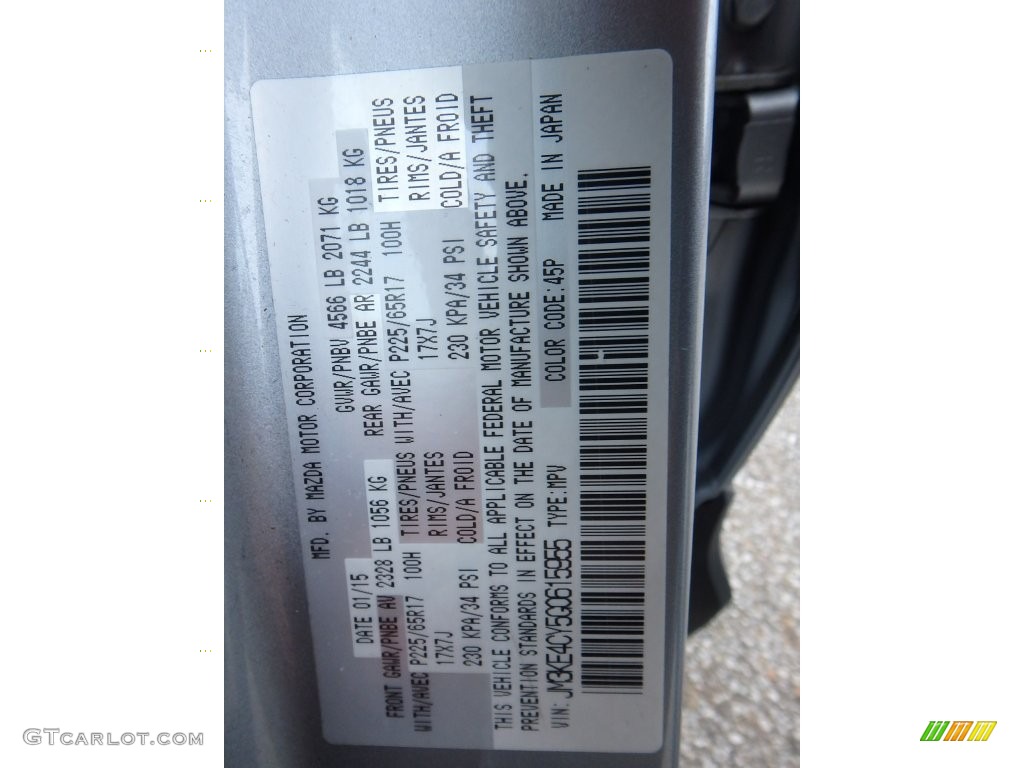 MFD. BY MAZDA MOTOR CORPORATION
DATE 01/15 GVWR/PNBV 4566 LB 2071 KG
FRONT GAWR/PNBE AV 2328 LB 1056 KG REAR GAWR/PNBE AR 2244 LB 1018 KG
WITH/AVEC P225/65R17 100H TIRES/PNEUS WITH/AVEC P225/65R17 100H TIRES/PNEUS
17X7J RIMS/JANTES 17X7J RIMS/JANTES
230 KPA/34 PSI COLD/A FROID 230 KPA/34 PSI COLD/A FROID
THIS VEHICLE CONFORMS TO ALL APPLICABLE FEDERAL MOTOR VEHICLE SAFETY AND THEFT
PREVENTION STANDARDS IN EFFECT ON THE DATE OF MANUFACTURE SHOWN ABOVE.
VIN: JM3KE4CY5G0615955 TYPE:MPV COLOR CODE:45P MADE IN JAPAN
GTCarlot.com